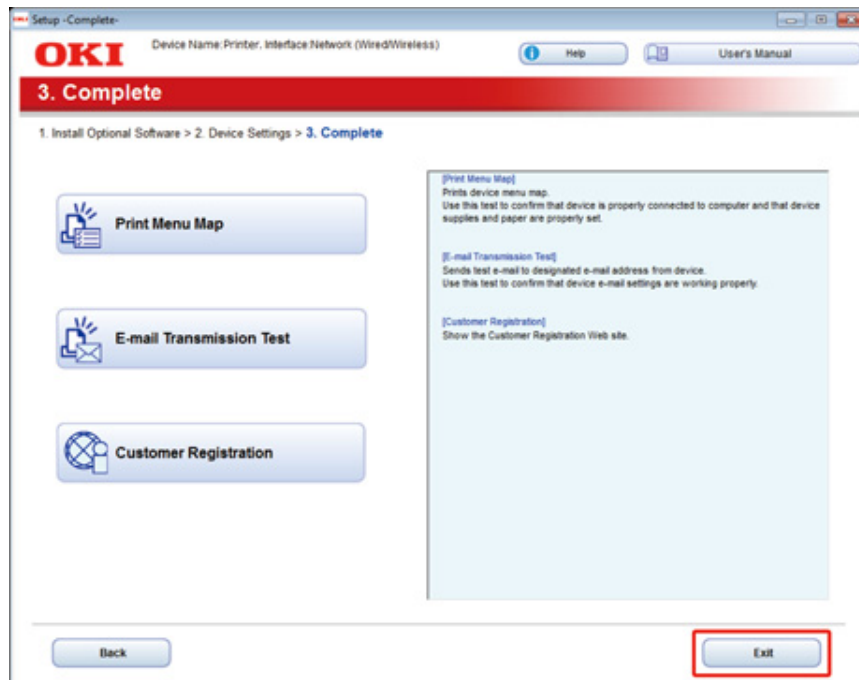 OKI Setup -Complete-
OKI
Device Name:Printer, Interface:Network (Wired/Wireless)
Help
User's Manual
3. Complete
1. Install Optional Software > 2. Device Settings > 3. Complete
Print Menu Map
E-mail Transmission Test
Customer Registration
[Print Menu Map]
Prints device menu map.
Use this test to confirm that device is properly connected to computer and that device
supplies and paper are properly set.
[E-mail Transmission Test]
Sends test e-mail to designated e-mail address from device.
Use this test to confirm that device e-mail settings are working properly.
[Customer Registration]
Show the Customer Registration Web site.
Back
Exit